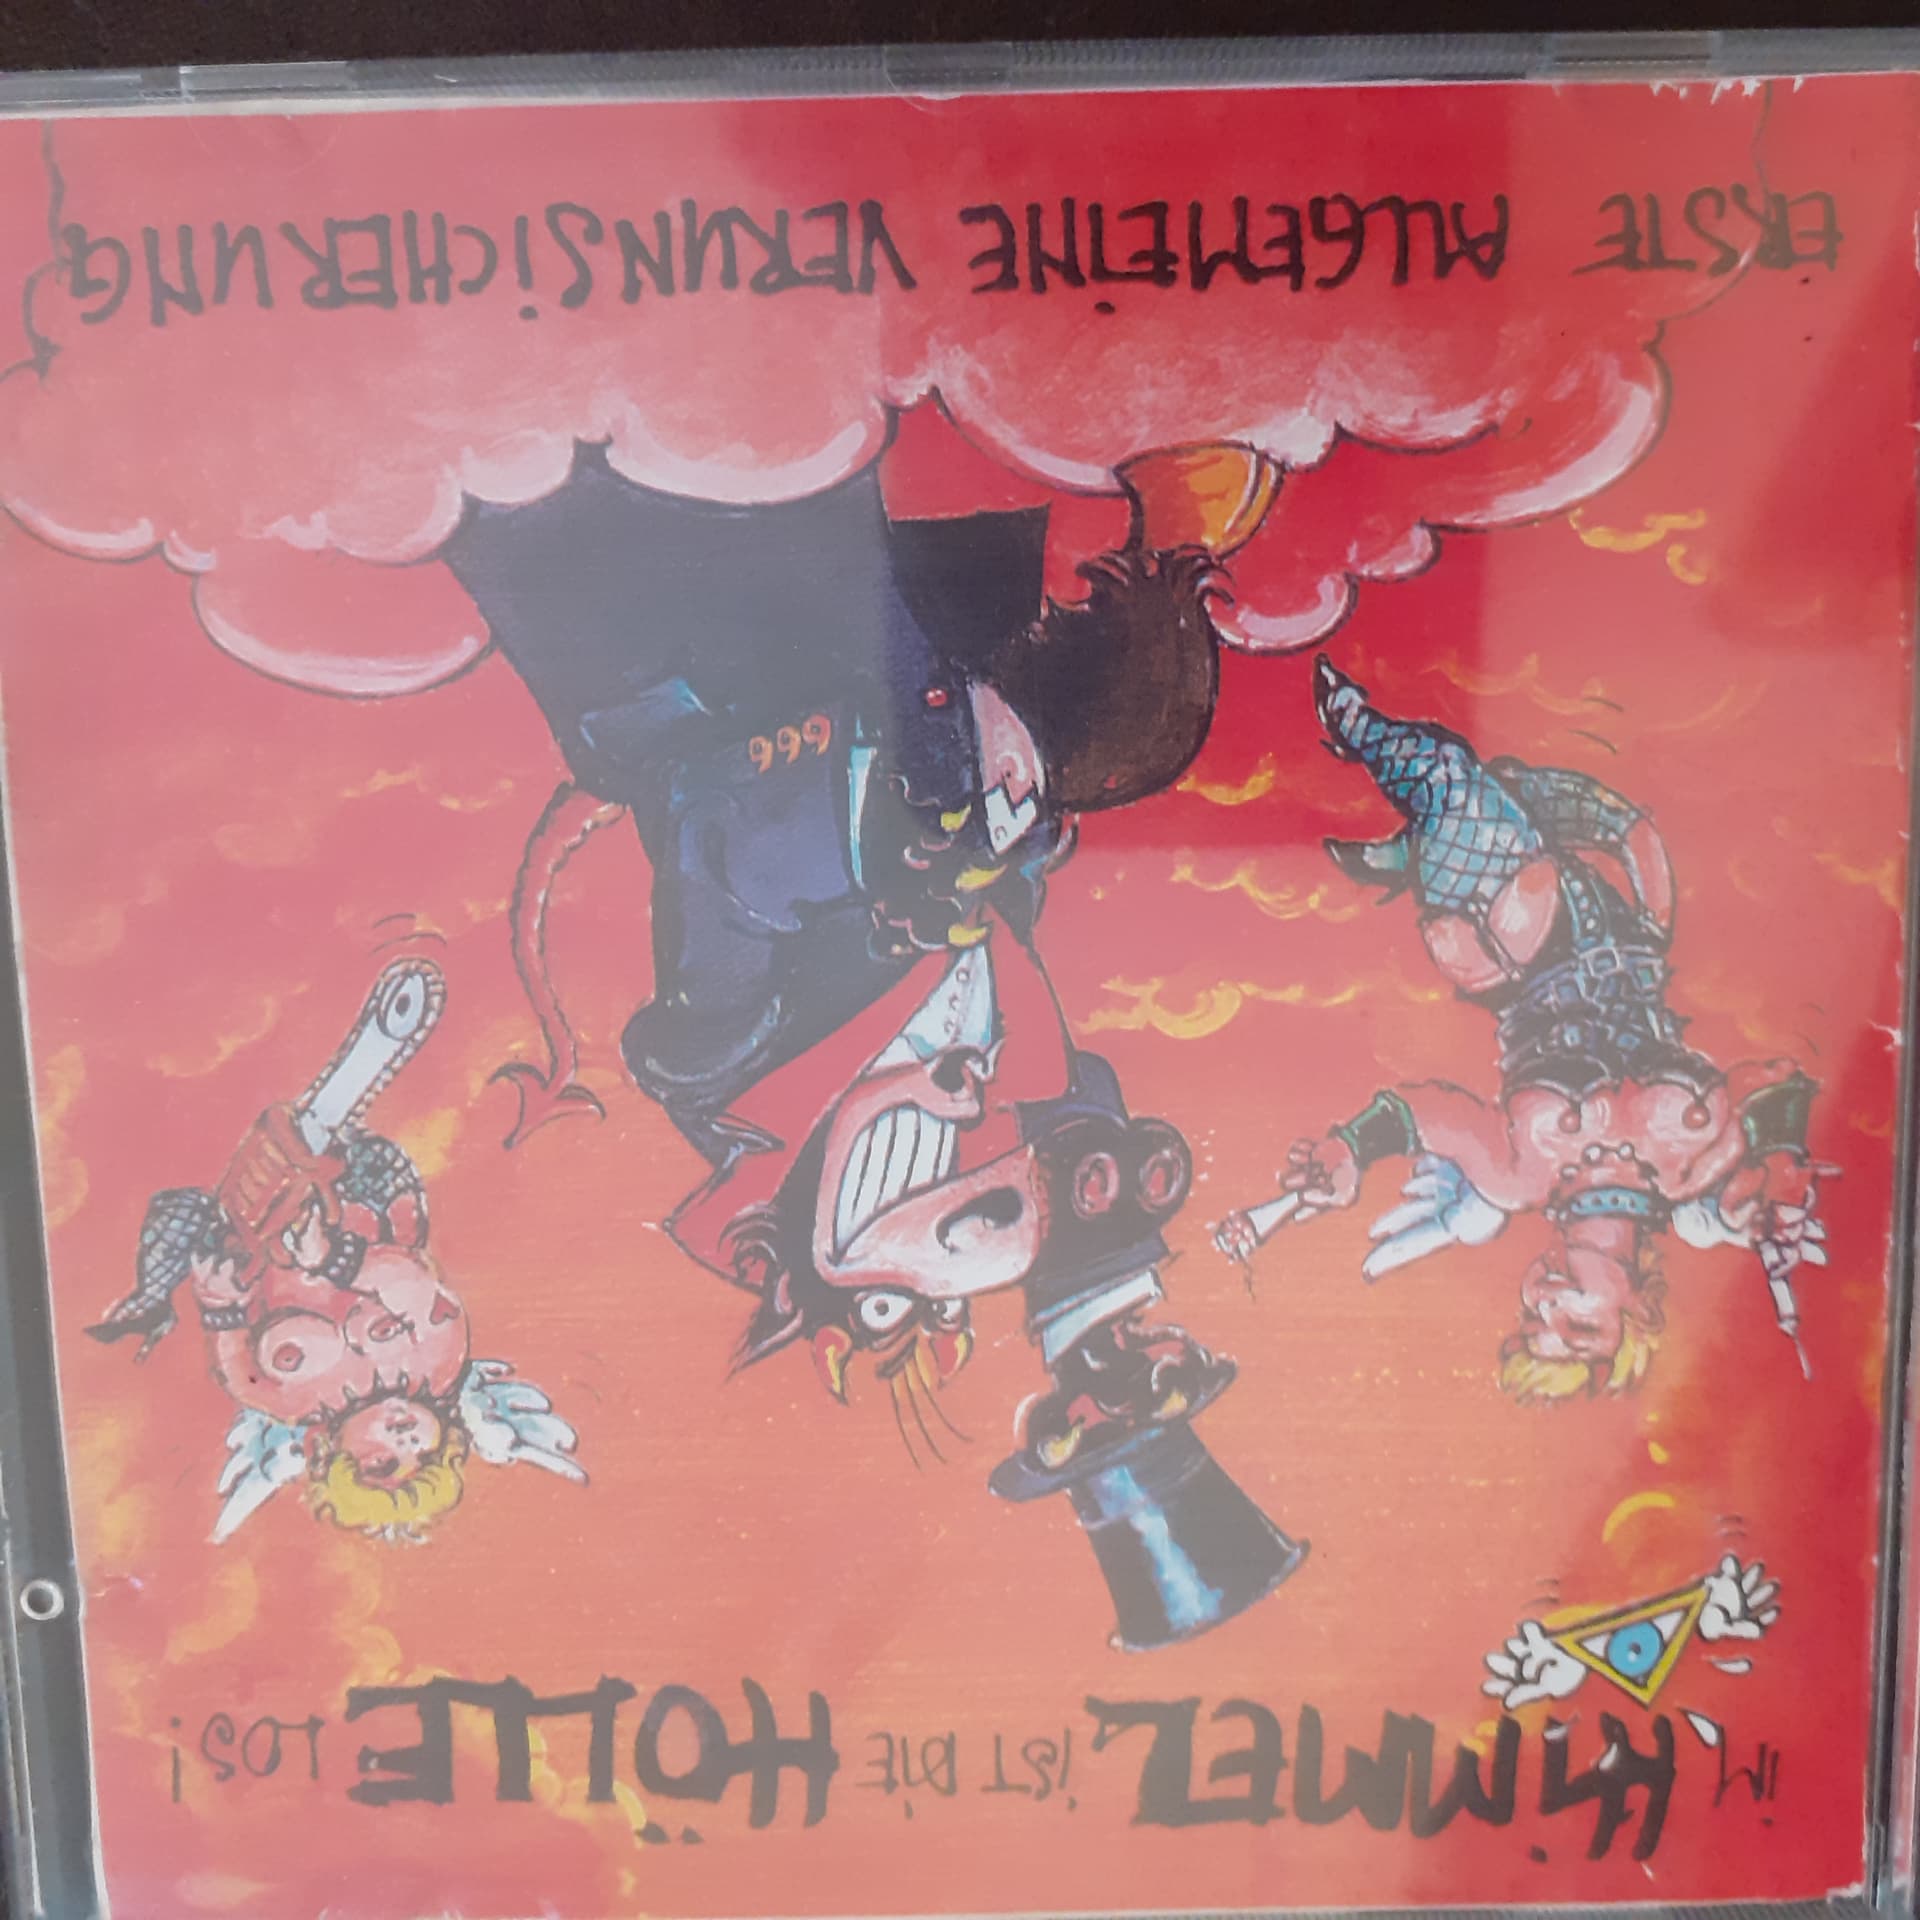 iM HiMMEL iST DiE HÖLLE LOS!
666
ERSTE ALLGEMEiNE VERUNSiCHERUNG